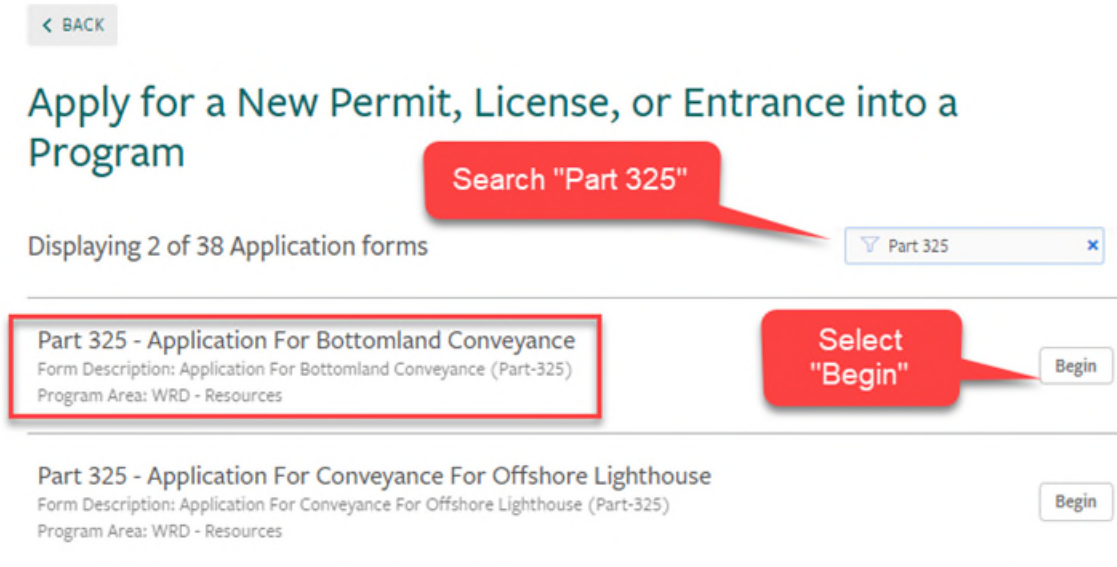 BACK
Apply for a New Permit, License, or Entrance into a
Program
Search "Part 325"
Displaying 2 of 38 Application forms
Part 325
Part 325 - Application For Bottomland Conveyance
Form Description: Application For Bottomland Conveyance (Part-325)
Program Area: WRD - Resources
Select
"Begin"
Begin
Part 325 - Application For Conveyance For Offshore Lighthouse
Form Description: Application For Conveyance For Offshore Lighthouse (Part-325)
Program Area: WRD - Resources
Begin